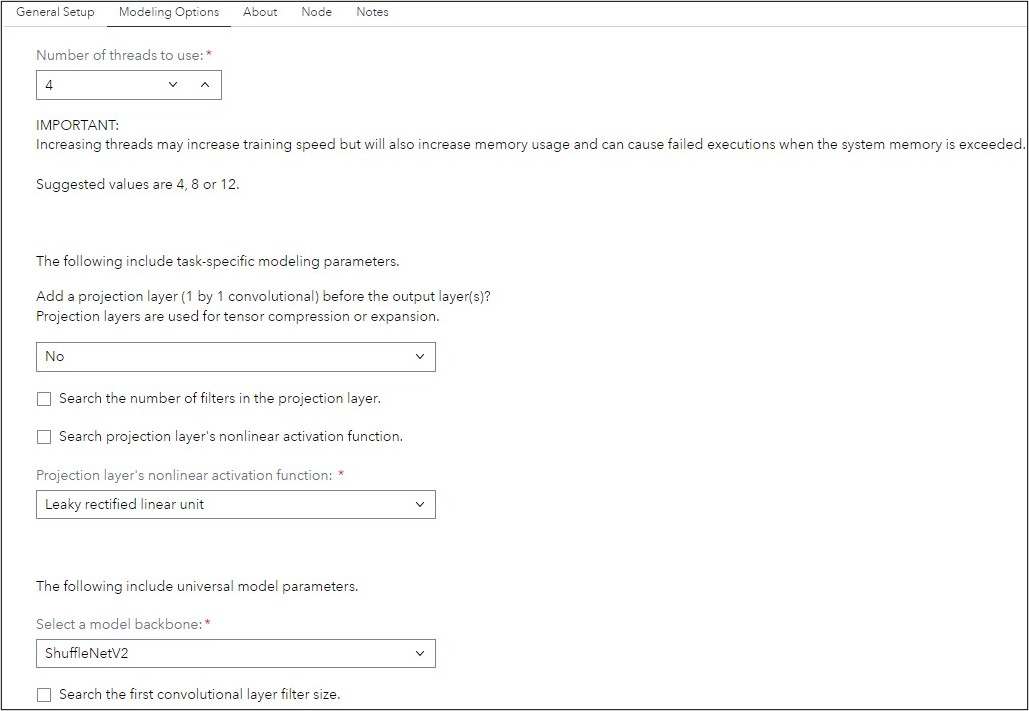 General Setup Modeling Options About Node Notes
Number of threads to use: *
4
IMPORTANT:
Increasing threads may increase training speed but will also increase memory usage and can cause failed executions when the system memory is exceeded.
Suggested values are 4, 8 or 12.
The following include task-specific modeling parameters.
Add a projection layer (1 by 1 convolutional) before the output layer(s)?
Projection layers are used for tensor compression or expansion.
No
Search the number of filters in the projection layer.
Search projection layer's nonlinear activation function.
Projection layer's nonlinear activation function: *
Leaky rectified linear unit
The following include universal model parameters.
Select a model backbone: *
ShuffleNetV2
Search the first convolutional layer filter size.